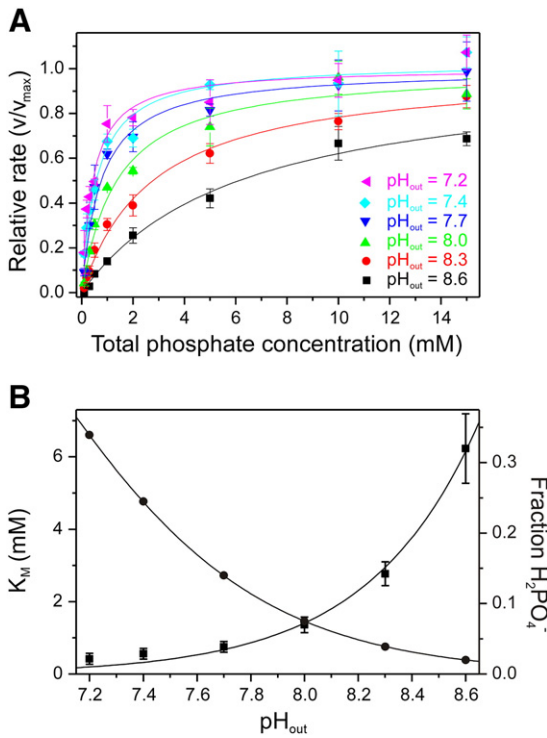 A
Relative rate (v/vmax)
1.0
0.8
0.6
0.4
0.2
0.0
pHout = 7.2
pHout = 7.4
pHout = 7.7
pHout = 8.0
pHout = 8.3
pHout = 8.6
0 2 4 6 8 10 12 14
Total phosphate concentration (mM)
B
KM (mM)
6
4
2
0
Fraction H2PO4-
0.3
0.2
0.1
0.0
7.2 7.4 7.6 7.8 8.0 8.2 8.4 8.6
pHout